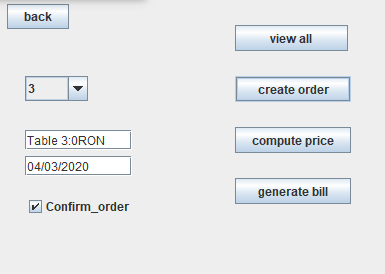 back
view all
3
create order
Table 3:0RON
compute price
04/03/2020
generate bill
Confirm_order